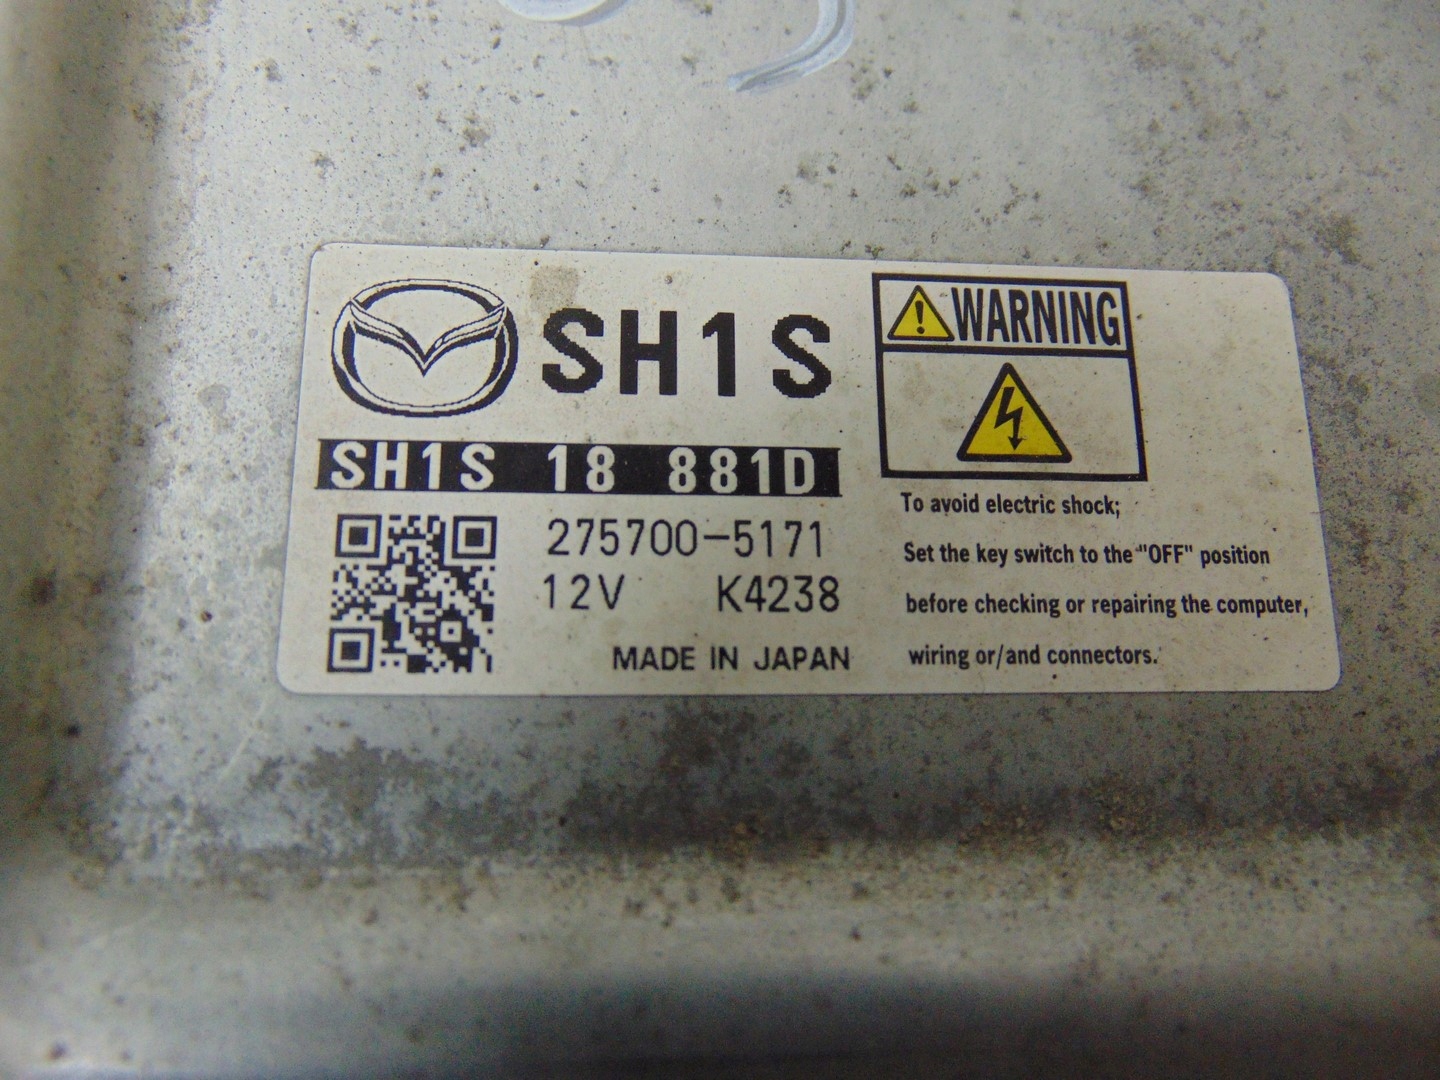 SH1S
SH1S 18 881D
275700-5171
12V K4238
MADE IN JAPAN
WARNING
To avoid electric shock;
Set the key switch to the "OFF" position
before checking or repairing the computer,
wiring or/and connectors.